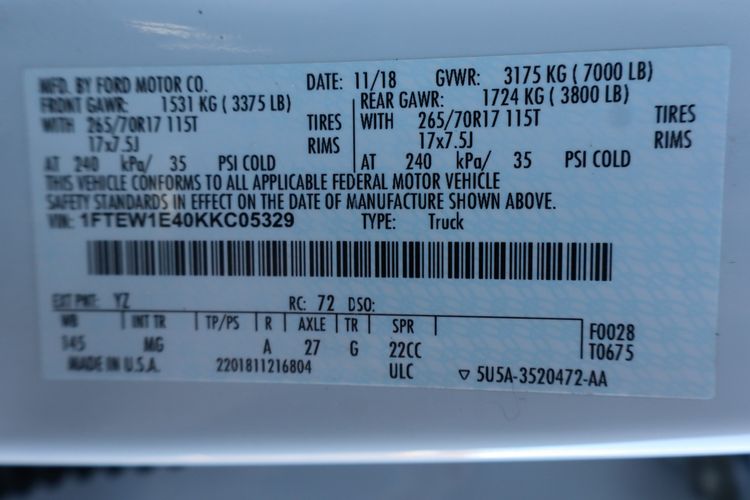 MFD. BY FORD MOTOR CO. DATE: 11/18 GVWR: 3175 KG ( 7000 LB)
FRONT GAWR: 1531 KG ( 3375 LB) REAR GAWR: 1724 KG ( 3800 LB)
WITH 265/70R17 115T TIRES WITH 265/70R17 115T TIRES
17x7.5J RIMS 17x7.5J RIMS
AT 240 kPa/ 35 PSI COLD AT 240 kPa/ 35 PSI COLD
THIS VEHICLE CONFORMS TO ALL APPLICABLE FEDERAL MOTOR VEHICLE
SAFETY STANDARDS IN EFFECT ON THE DATE OF MANUFACTURE SHOWN ABOVE.
VIN: 1FTEW1E40KKC05329 TYPE: Truck
EXT PNT: YZ RC: 72 DSO:
WB INT TR TP/PS R AXLE TR SPR F0028
145 MG A 27 G 22CC T0675
MADE IN U.S.A. 2201811216804 ULC ▽ 5U5A-3520472-AA